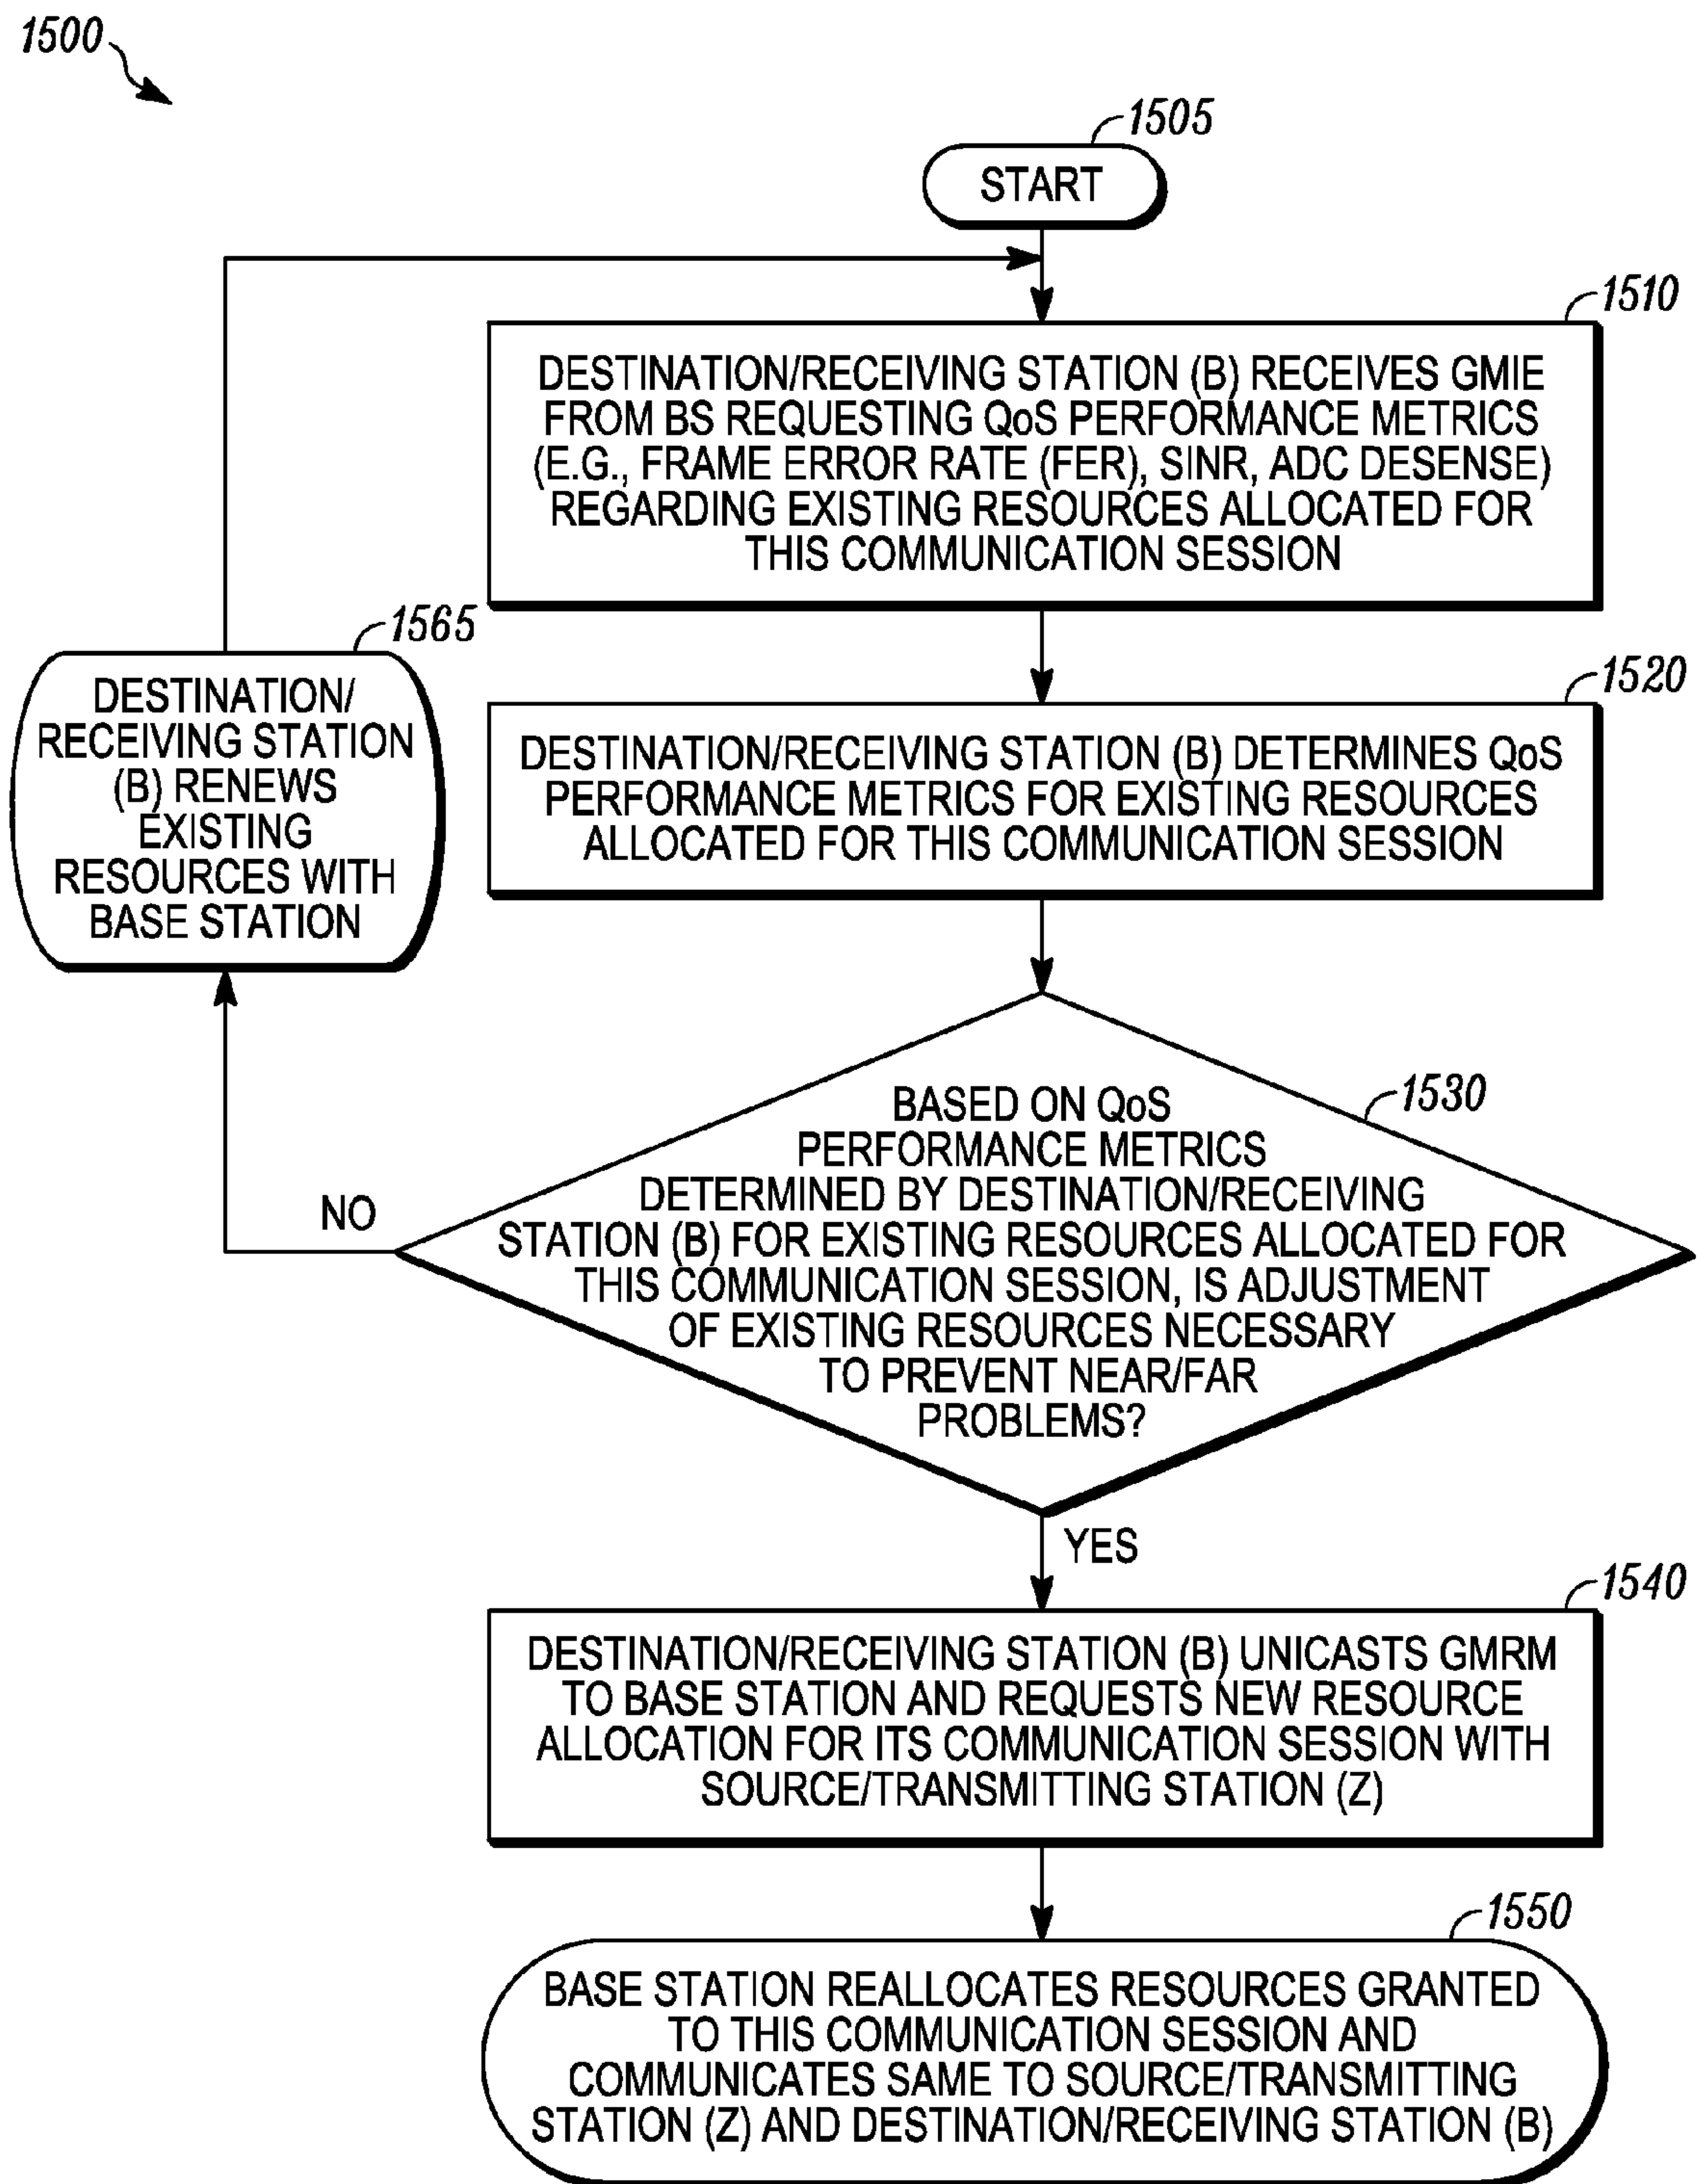 1500
1505
START
1510
DESTINATION/RECEIVING STATION (B) RECEIVES GMIE
FROM BS REQUESTING QoS PERFORMANCE METRICS
(E.G., FRAME ERROR RATE (FER), SINR, ADC DESENSE)
REGARDING EXISTING RESOURCES ALLOCATED FOR
THIS COMMUNICATION SESSION
1565
DESTINATION/
RECEIVING STATION
(B) RENEWS
EXISTING
RESOURCES WITH
BASE STATION
1520
DESTINATION/RECEIVING STATION (B) DETERMINES QoS
PERFORMANCE METRICS FOR EXISTING RESOURCES
ALLOCATED FOR THIS COMMUNICATION SESSION
1530
BASED ON QoS
PERFORMANCE METRICS
DETERMINED BY DESTINATION/RECEIVING
STATION (B) FOR EXISTING RESOURCES ALLOCATED FOR
THIS COMMUNICATION SESSION, IS ADJUSTMENT
OF EXISTING RESOURCES NECESSARY
TO PREVENT NEAR/FAR
PROBLEMS?
NO
YES
1540
DESTINATION/RECEIVING STATION (B) UNICASTS GMRM
TO BASE STATION AND REQUESTS NEW RESOURCE
ALLOCATION FOR ITS COMMUNICATION SESSION WITH
SOURCE/TRANSMITTING STATION (Z)
1550
BASE STATION REALLOCATES RESOURCES GRANTED
TO THIS COMMUNICATION SESSION AND
COMMUNICATES SAME TO SOURCE/TRANSMITTING
STATION (Z) AND DESTINATION/RECEIVING STATION (B)